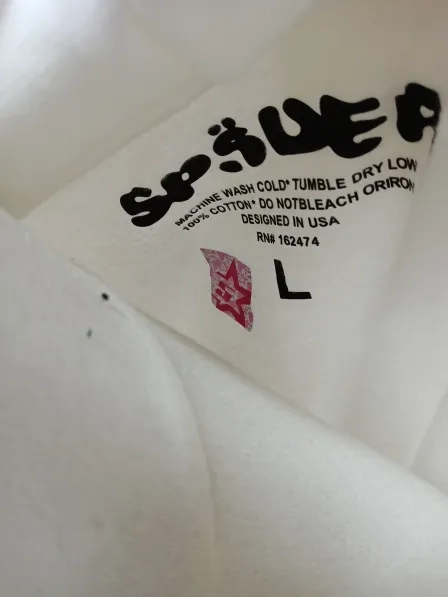 SP5DER
MACHINE WASH COLD* TUMBLE DRY LOW
100% COTTON* DO NOTBLEACH ORIRON
DESIGNED IN USA
RN# 162474
L